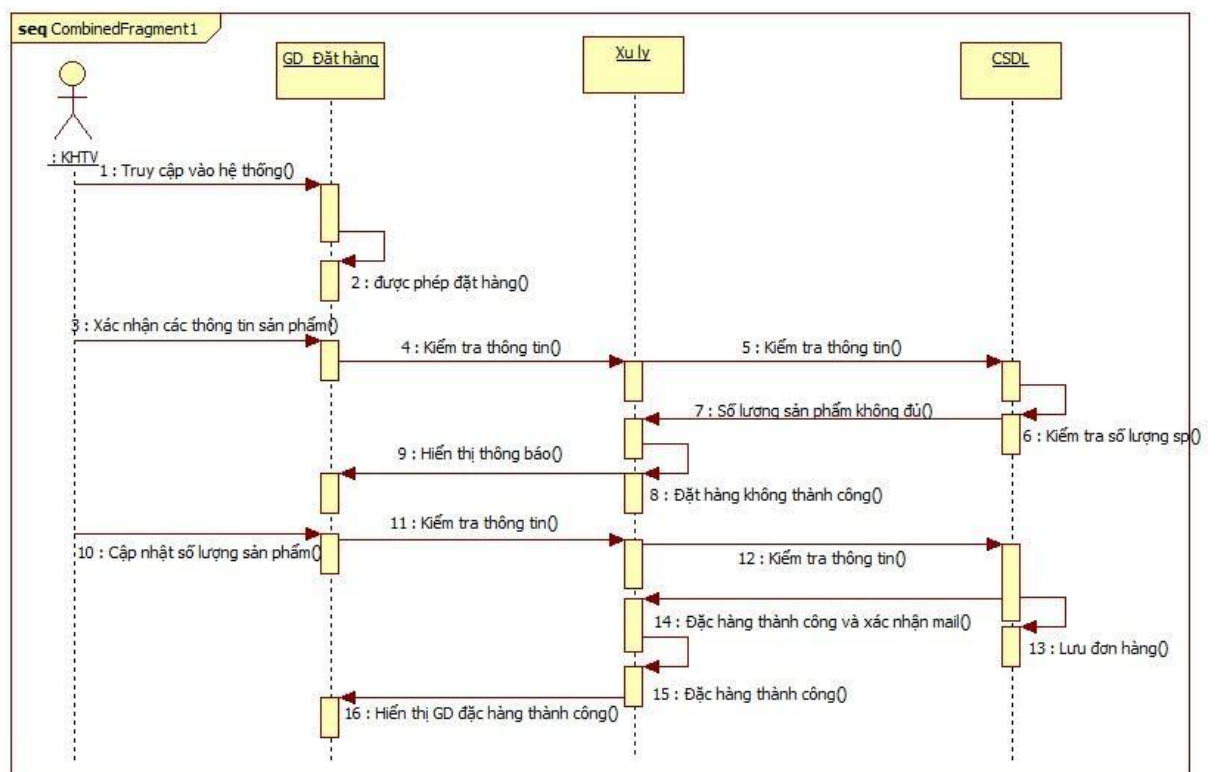 seq CombinedFragment1
GD_Đặt hàng
Xu ly
CSDL
: KHTV
1 : Truy cập vào hệ thống()
2 : được phép đặt hàng()
3 : Xác nhận các thông tin sản phẩm()
4 : Kiểm tra thông tin()
5 : Kiểm tra thông tin()
7 : Số lượng sản phẩm không đủ()
6 : Kiểm tra số lượng sp()
9 : Hiển thị thông báo()
8 : Đặt hàng không thành công()
11 : Kiểm tra thông tin()
10 : Cập nhật số lượng sản phẩm()
12 : Kiểm tra thông tin()
14 : Đặc hàng thành công và xác nhận mail()
13 : Lưu đơn hàng()
15 : Đặc hàng thành công()
16 : Hiển thị GD đặc hàng thành công()